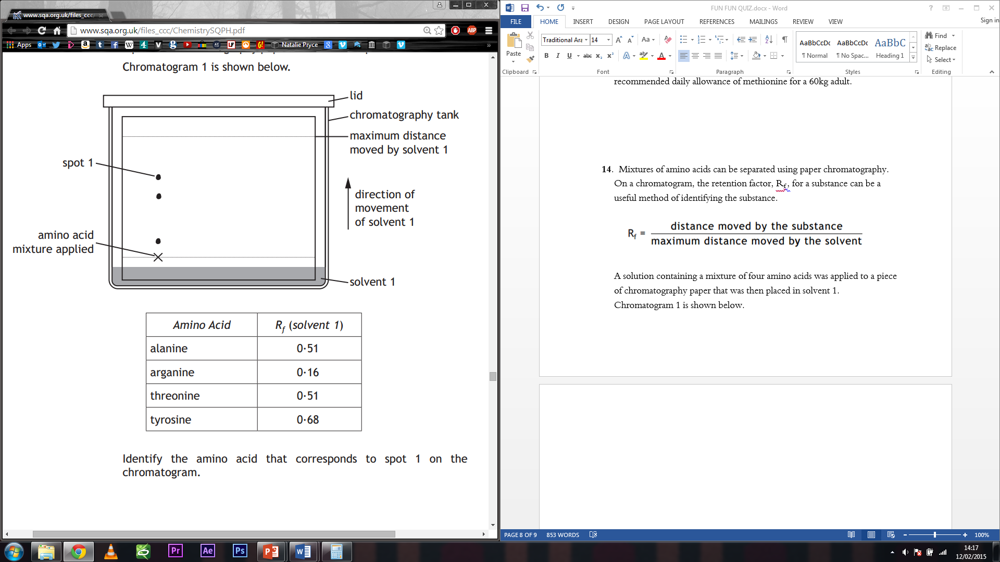 www.sqa.org.uk/files_ccc/
www.sqa.org.uk/files_ccc/ChemistrySQPH.pdf
ABP
Apps
Natalie Pryce
»
Chromatogram 1 is shown below.
lid
chromatography tank
maximum distance
moved by solvent 1
spot 1
direction of
movement
of solvent 1
amino acid
mixture applied
solvent 1
Amino Acid Rf (solvent 1)
alanine 0·51
arganine 0·16
threonine 0·51
tyrosine 0·68
Identify the amino acid that corresponds to spot 1 on the
chromatogram.
FUN FUN QUIZ.docx - Word
FILE HOME INSERT DESIGN PAGE LAYOUT REFERENCES MAILINGS REVIEW VIEW Sign in
Paste
Traditional Ara 14
B I U abc x₂ x²
Clipboard Font Paragraph Styles Editing
AaBbCcDc AaBbCcDc AaBbC
¶ Normal ¶ No Spac... Heading 1
Find
Replace
Select
recommended daily allowance of methionine for a 60kg adult.
14. Mixtures of amino acids can be separated using paper chromatography.
On a chromatogram, the retention factor, Rf, for a substance can be a
useful method of identifying the substance.
Rf = distance moved by the substance
maximum distance moved by the solvent
A solution containing a mixture of four amino acids was applied to a piece
of chromatography paper that was then placed in solvent 1.
Chromatogram 1 is shown below.
PAGE 8 OF 9 853 WORDS 100%
Pr Ae Ps
14:17
12/02/2015